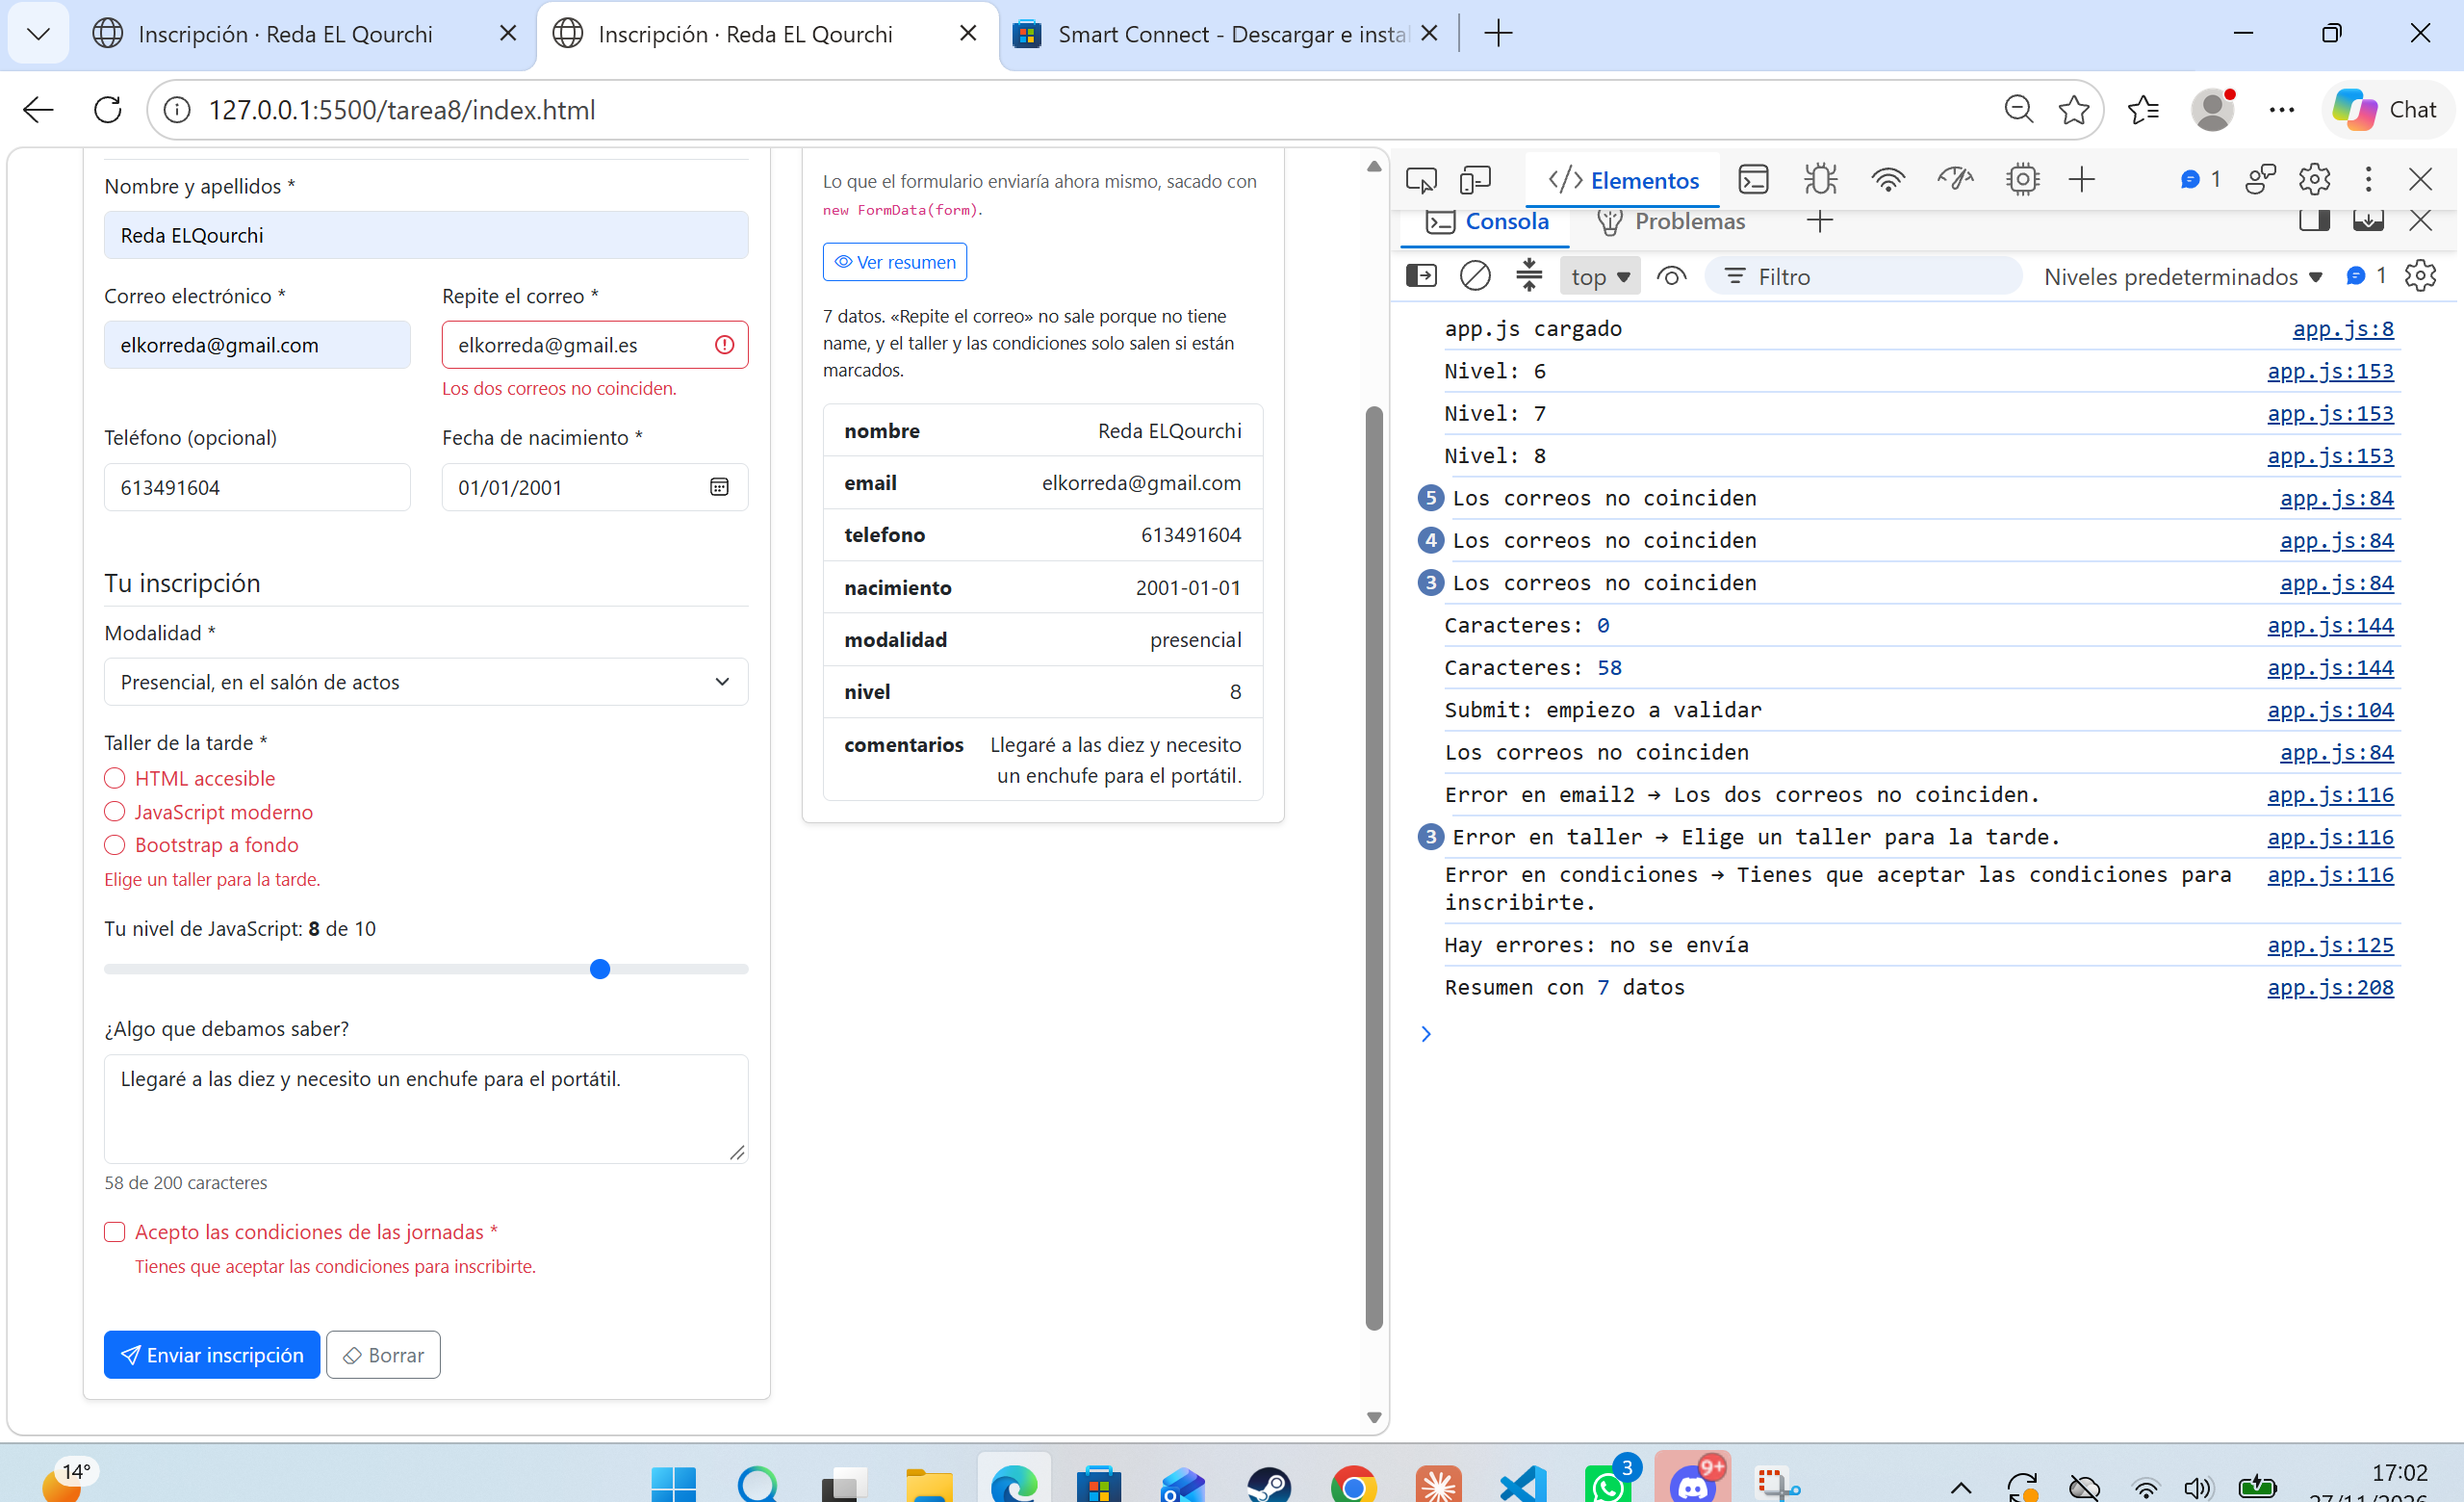 Inscripción · Reda EL Qourchi
Inscripción · Reda EL Qourchi
Smart Connect - Descargar e instal
127.0.0.1:5500/tarea8/index.html
Chat
Nombre y apellidos *
Reda ELQourchi
Correo electrónico *
Repite el correo *
elkorreda@gmail.com
elkorreda@gmail.es
Los dos correos no coinciden.
Teléfono (opcional)
Fecha de nacimiento *
613491604
01/01/2001
Tu inscripción
Modalidad *
Presencial, en el salón de actos
Taller de la tarde *
HTML accesible
JavaScript moderno
Bootstrap a fondo
Elige un taller para la tarde.
Tu nivel de JavaScript: 8 de 10
¿Algo que debamos saber?
Llegaré a las diez y necesito un enchufe para el portátil.
58 de 200 caracteres
Acepto las condiciones de las jornadas *
Tienes que aceptar las condiciones para inscribirte.
Enviar inscripción
Borrar
Lo que el formulario enviaría ahora mismo, sacado con
new FormData(form).
Ver resumen
7 datos. «Repite el correo» no sale porque no tiene
name, y el taller y las condiciones solo salen si están
marcados.
nombre Reda ELQourchi
email elkorreda@gmail.com
telefono 613491604
nacimiento 2001-01-01
modalidad presencial
nivel 8
comentarios Llegaré a las diez y necesito
un enchufe para el portátil.
Elementos
1
Consola
Problemas
top
Filtro
Niveles predeterminados
1
app.js cargado app.js:8
Nivel: 6 app.js:153
Nivel: 7 app.js:153
Nivel: 8 app.js:153
5 Los correos no coinciden app.js:84
4 Los correos no coinciden app.js:84
3 Los correos no coinciden app.js:84
Caracteres: 0 app.js:144
Caracteres: 58 app.js:144
Submit: empiezo a validar app.js:104
Los correos no coinciden app.js:84
Error en email2 → Los dos correos no coinciden. app.js:116
3 Error en taller → Elige un taller para la tarde. app.js:116
Error en condiciones → Tienes que aceptar las condiciones para app.js:116
inscribirte.
Hay errores: no se envía app.js:125
Resumen con 7 datos app.js:208
14°
3
9+
17:02
27/11/2026